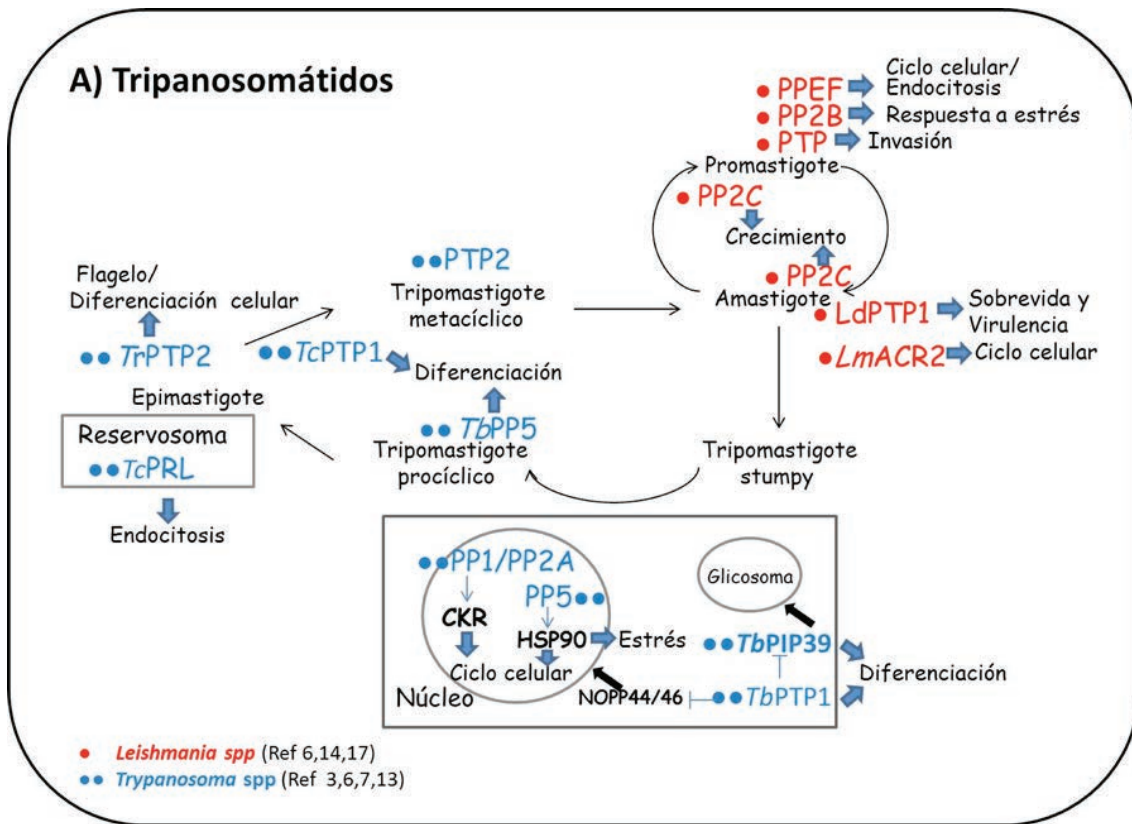 A) Tripanosomátidos
● PPEF Ciclo celular/
Endocitosis
● PP2B Respuesta a estrés
● PTP Invasión
Promastigote
● PP2C
Crecimiento
● PP2C
Amastigote
● LdPTP1 Sobrevida y
Virulencia
● LmACR2 Ciclo celular
●●PTP2
Tripomastigote
metacíclico
Flagelo/
Diferenciación celular
●● TrPTP2
●● TcPTP1
Diferenciación
Epimastigote
●● TbPP5
Reservosoma
●●TcPRL
Endocitosis
Tripomastigote
procíclico
Tripomastigote
stumpy
●●PP1/PP2A
PP5●●
CKR
HSP90 Estrés
Ciclo celular
Núcleo
Glicosoma
●●TbPIP39
Diferenciación
NOPP44/46 ●● TbPTP1
● Leishmania spp (Ref 6,14,17)
●● Trypanosoma spp (Ref 3,6,7,13)